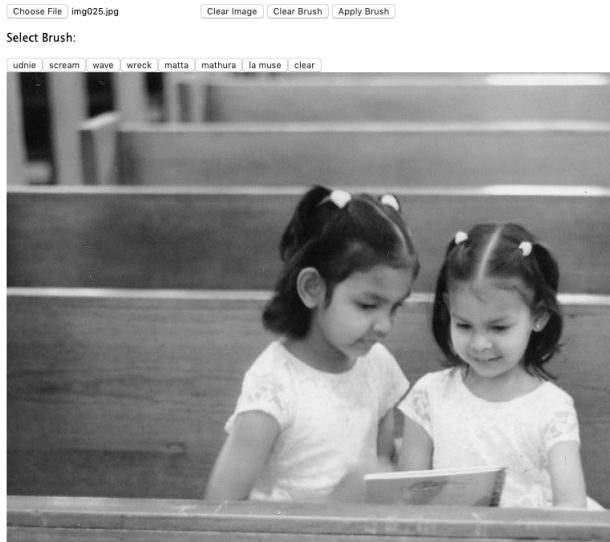 Choose File img025.jpg Clear Image Clear Brush Apply Brush
Select Brush:
udnie scream wave wreck matta mathura la muse clear